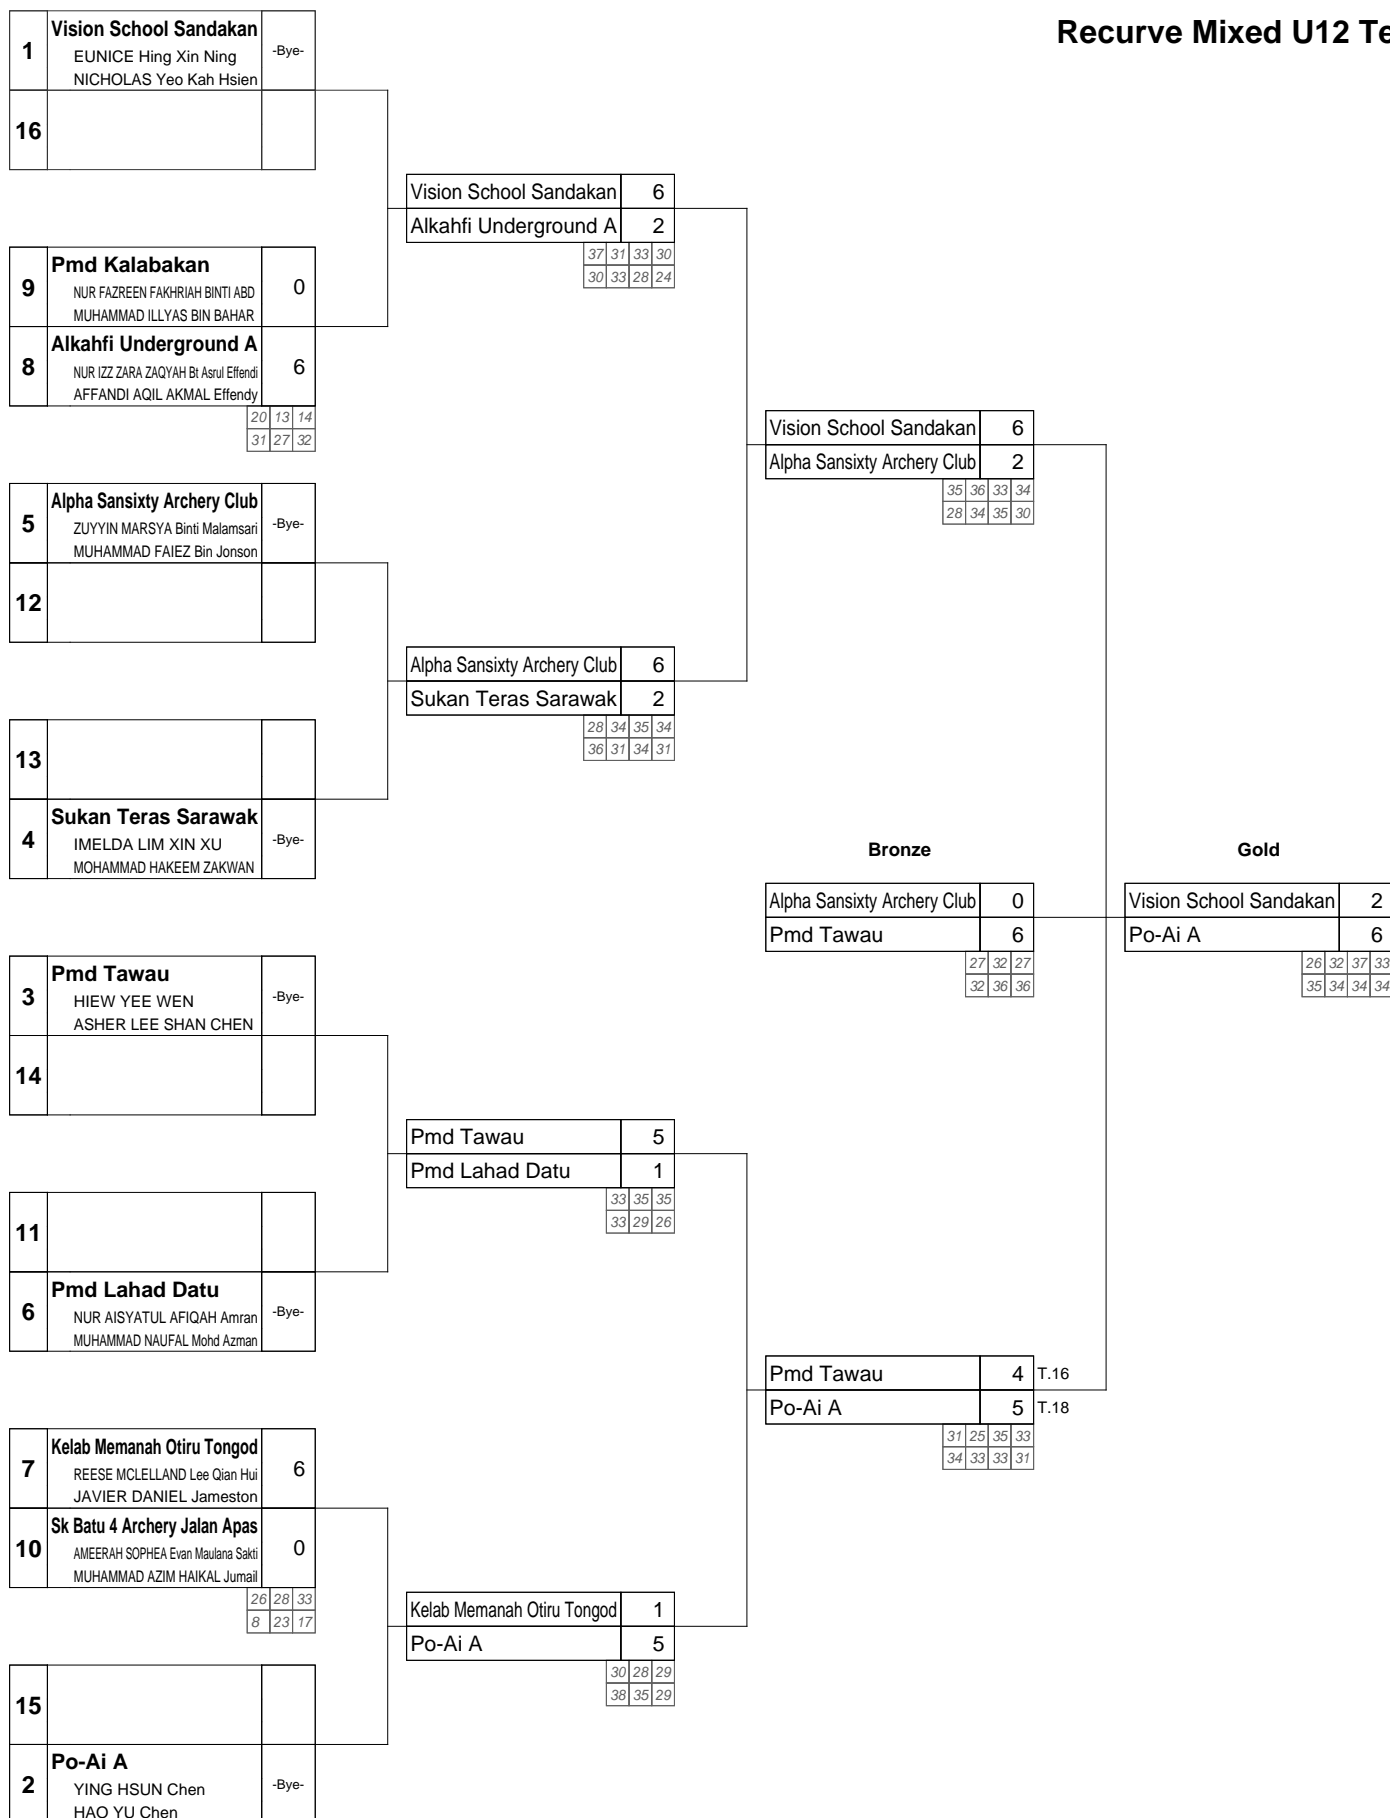 Recurve Mixed U12 Te
1
Vision School Sandakan
EUNICE Hing Xin Ning
NICHOLAS Yeo Kah Hsien
-Bye-
16
Vision School Sandakan 6
Alkahfi Underground A 2
37 31 33 30
30 33 28 24
9
Pmd Kalabakan
NUR FAZREEN FAKHRIAH BINTI ABD
MUHAMMAD ILLYAS BIN BAHAR
0
8
Alkahfi Underground A
NUR IZZ ZARA ZAQYAH Bt Asrul Effendi
AFFANDI AQIL AKMAL Effendy
6
20 13 14
31 27 32
Vision School Sandakan 6
Alpha Sansixty Archery Club 2
35 36 33 34
28 34 35 30
5
Alpha Sansixty Archery Club
ZUYYIN MARSYA Binti Malamsari
MUHAMMAD FAIEZ Bin Jonson
-Bye-
12
Alpha Sansixty Archery Club 6
Sukan Teras Sarawak 2
28 34 35 34
36 31 34 31
13
4
Sukan Teras Sarawak
IMELDA LIM XIN XU
MOHAMMAD HAKEEM ZAKWAN
-Bye-
Bronze
Alpha Sansixty Archery Club 0
Pmd Tawau 6
27 32 27
32 36 36
Gold
Vision School Sandakan 2
Po-Ai A 6
26 32 37 33
35 34 34 34
3
Pmd Tawau
HIEW YEE WEN
ASHER LEE SHAN CHEN
-Bye-
14
Pmd Tawau 5
Pmd Lahad Datu 1
33 35 35
33 29 26
11
6
Pmd Lahad Datu
NUR AISYATUL AFIQAH Amran
MUHAMMAD NAUFAL Mohd Azman
-Bye-
Pmd Tawau 4 T.16
Po-Ai A 5 T.18
31 25 35 33
34 33 33 31
7
Kelab Memanah Otiru Tongod
REESE MCLELLAND Lee Qian Hui
JAVIER DANIEL Jameston
6
10
Sk Batu 4 Archery Jalan Apas
AMEERAH SOPHEA Evan Maulana Sakti
MUHAMMAD AZIM HAIKAL Jumail
0
26 28 33
8 23 17
Kelab Memanah Otiru Tongod 1
Po-Ai A 5
30 28 29
38 35 29
15
2
Po-Ai A
YING HSUN Chen
HAO YU Chen
-Bye-